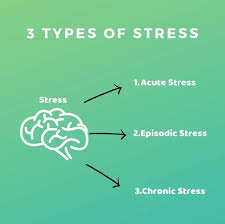 3 TYPES OF STRESS
Stress
1. Acute Stress
2.Episodic Stress
3.Chronic Stress